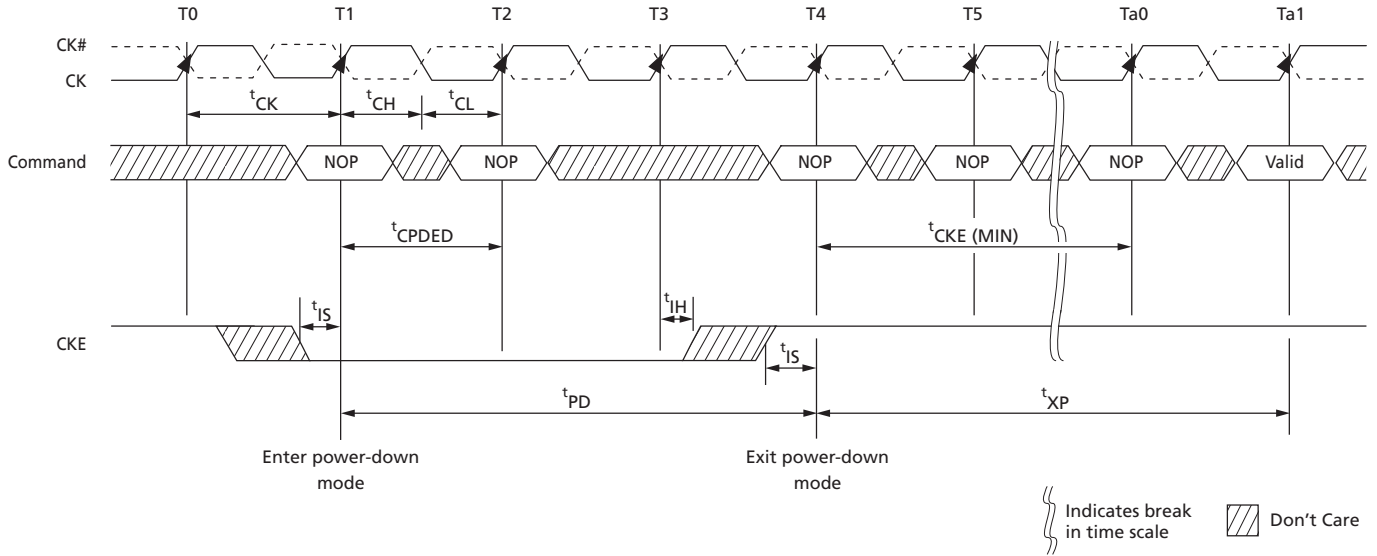 T0 T1 T2 T3 T4 T5 Ta0 Ta1
CK#
CK
tCK tCH tCL
Command NOP NOP NOP NOP NOP Valid
tCPDED tCKE (MIN)
tIS tIH
CKE
tIS
tPD tXP
Enter power-down
mode
Exit power-down
mode
Indicates break
in time scale
Don't Care